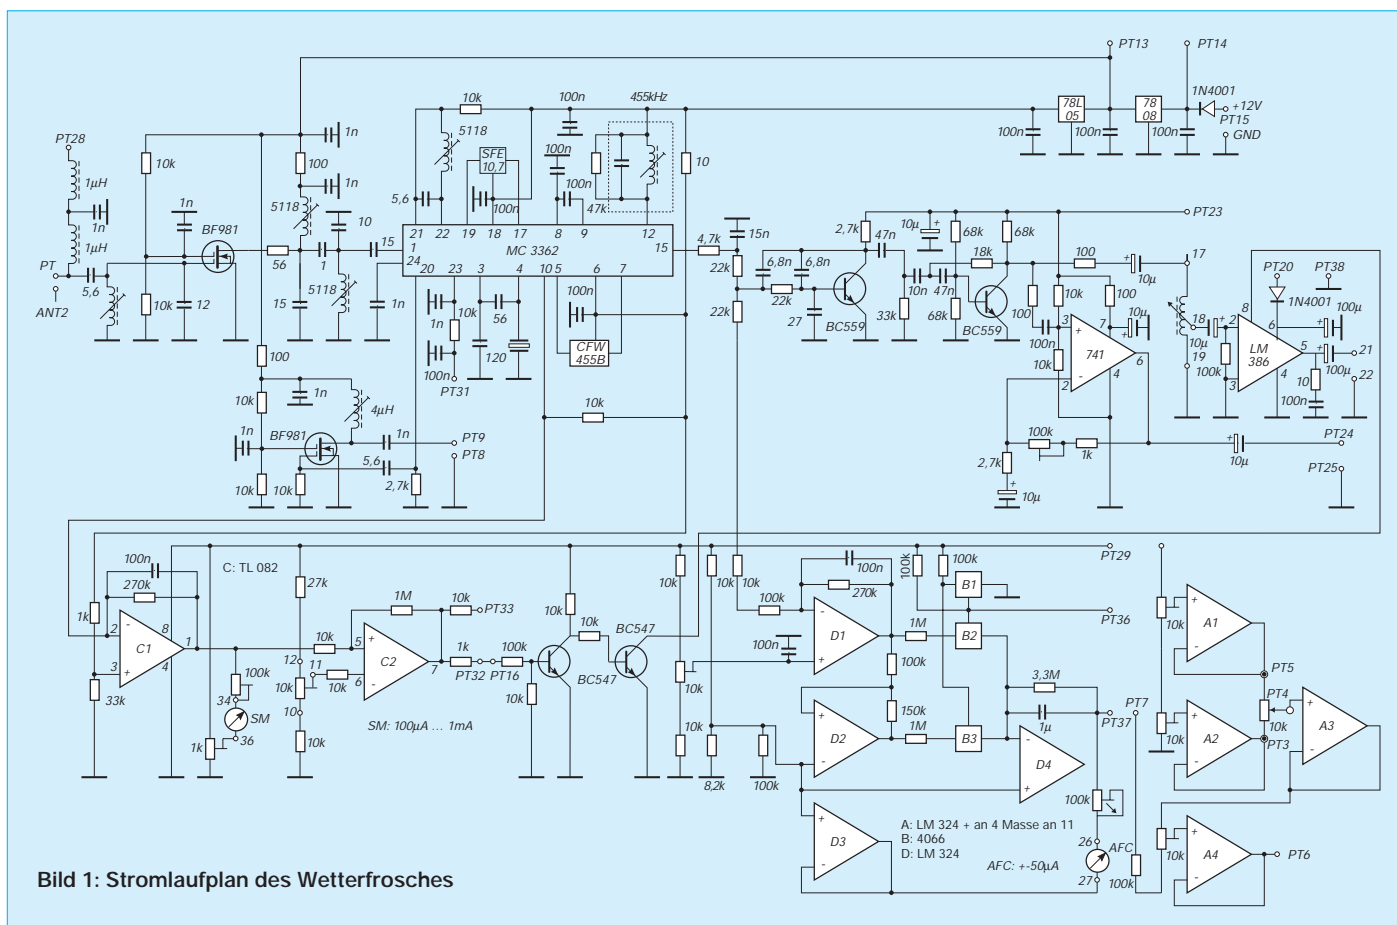 PT13
PT14
1N4001
+12V
PT15
GND
78L
05
78
08
100n
100n
100n
10k
100n
455kHz
1n
PT28
10k
100
5118
SFE
10,7
100n
10
1µH
1n
5,6
100n
100n
47k
1n
1n
5118
10
21
22
19
18
17
8
9
12
1
MC 3362
15
24
20
23
3
4
10
5
6
7
1µH
BF981
56
1
15
PT
5,6
ANT2
10k
12
15
5118
1n
1n
10k
56
100n
120
CFW
455B
100n
PT31
4,7k
15n
22k
6,8n
6,8n
22k
22k
27
BC559
2,7k
47n
10µ
68k
68k
18k
10n
47n
33k
68k
BC559
100
10k
100
10µ
PT23
17
100
100n
10k
3
7
10µ
741
6
2
4
18
10µ
19
100k
PT20
PT38
1N4001
8
2
6
100µ
LM
386
5
3
4
100µ
21
22
10
100n
100
10k
1n
4µH
BF981
1n
1n
PT9
PT8
5,6
10k
10k
2,7k
10k
100k
1k
2,7k
10µ
10µ
PT24
PT25
100n
270k
C: TL 082
1k
2
8
1
C1
3
4
33k
27k
10k
12
11
100k
34
SM
36
1k
10k
10k
10
10k
1M
10k
PT33
5
C2
6
7
1k
100k
PT32
PT16
10k
SM: 100µA ... 1mA
10k
10k
BC547
BC547
10k
10k
10k
10k
10k
8,2k
100k
100k
100n
270k
100n
D1
1M
100k
150k
D2
1M
D3
100k
100k
B1
B2
B3
PT29
PT36
3,3M
1µ
PT37
PT7
D4
100k
26
AFC
27
100k
A: LM 324 + an 4 Masse an 11
B: 4066
D: LM 324
AFC: +-50µA
10k
A1
PT5
PT4
10k
PT3
10k
A2
A3
10k
A4
PT6
Bild 1: Stromlaufplan des Wetterfrosches